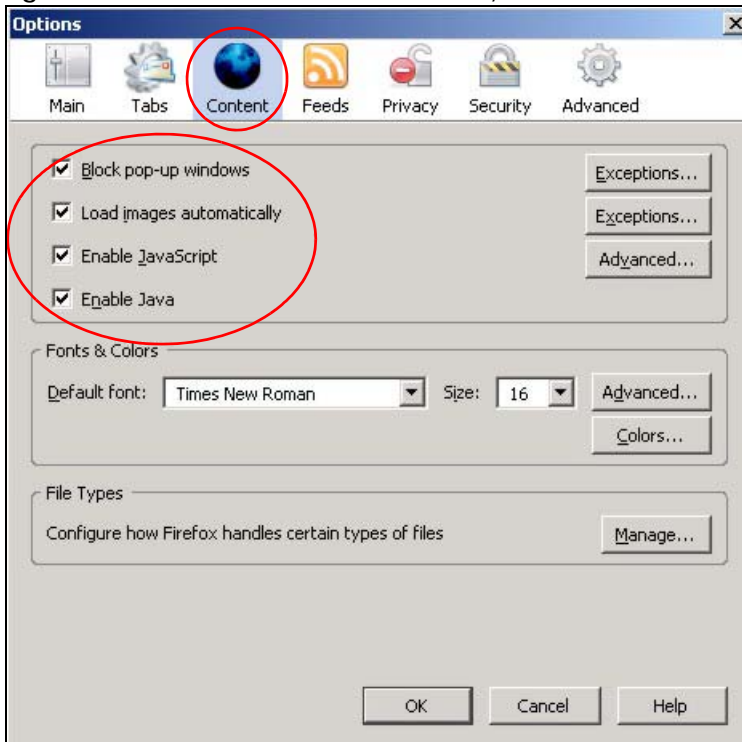 Options
Main Tabs Content Feeds Privacy Security Advanced
Block pop-up windows Exceptions...
Load images automatically Exceptions...
Enable JavaScript Advanced...
Enable Java
Fonts & Colors
Default font: Times New Roman Size: 16 Advanced...
Colors...
File Types
Configure how Firefox handles certain types of files Manage...
OK Cancel Help